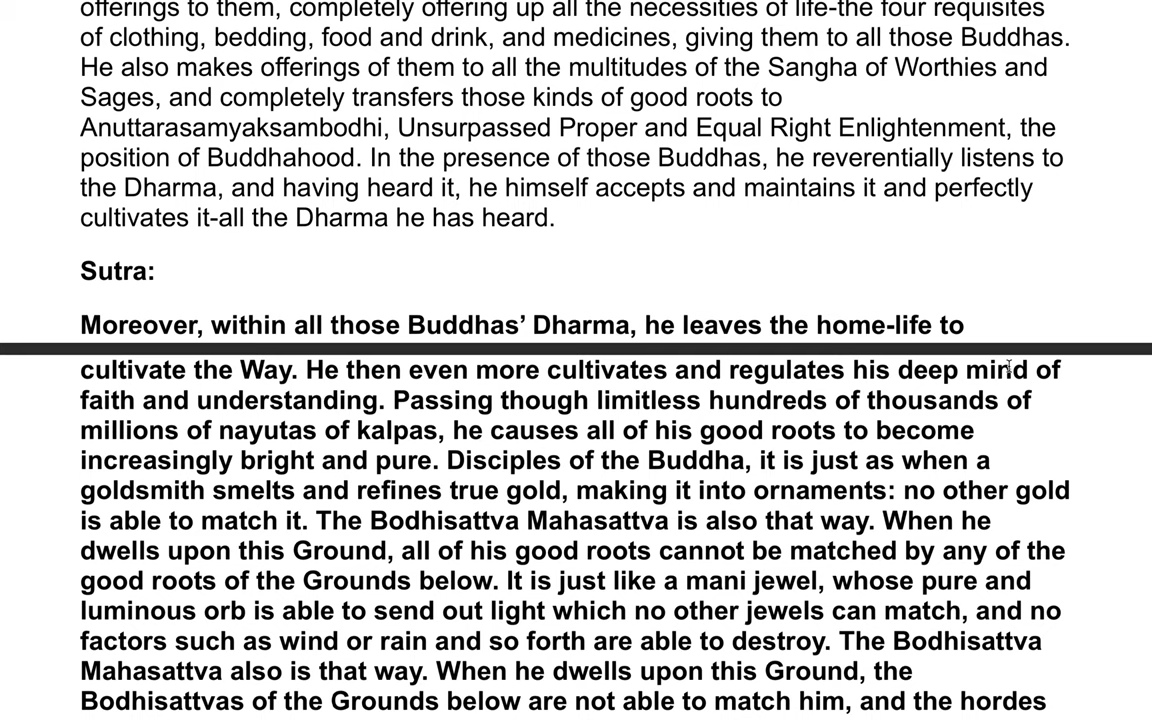 offerings to them, completely offering up all the necessities of life-the four requisites
of clothing, bedding, food and drink, and medicines, giving them to all those Buddhas.
He also makes offerings of them to all the multitudes of the Sangha of Worthies and
Sages, and completely transfers those kinds of good roots to
Anuttarasamyaksambodhi, Unsurpassed Proper and Equal Right Enlightenment, the
position of Buddhahood. In the presence of those Buddhas, he reverentially listens to
the Dharma, and having heard it, he himself accepts and maintains it and perfectly
cultivates it-all the Dharma he has heard.
Sutra:
Moreover, within all those Buddhas’ Dharma, he leaves the home-life to
cultivate the Way. He then even more cultivates and regulates his deep mind of
faith and understanding. Passing though limitless hundreds of thousands of
millions of nayutas of kalpas, he causes all of his good roots to become
increasingly bright and pure. Disciples of the Buddha, it is just as when a
goldsmith smelts and refines true gold, making it into ornaments: no other gold
is able to match it. The Bodhisattva Mahasattva is also that way. When he
dwells upon this Ground, all of his good roots cannot be matched by any of the
good roots of the Grounds below. It is just like a mani jewel, whose pure and
luminous orb is able to send out light which no other jewels can match, and no
factors such as wind or rain and so forth are able to destroy. The Bodhisattva
Mahasattva also is that way. When he dwells upon this Ground, the
Bodhisattvas of the Grounds below are not able to match him, and the hordes